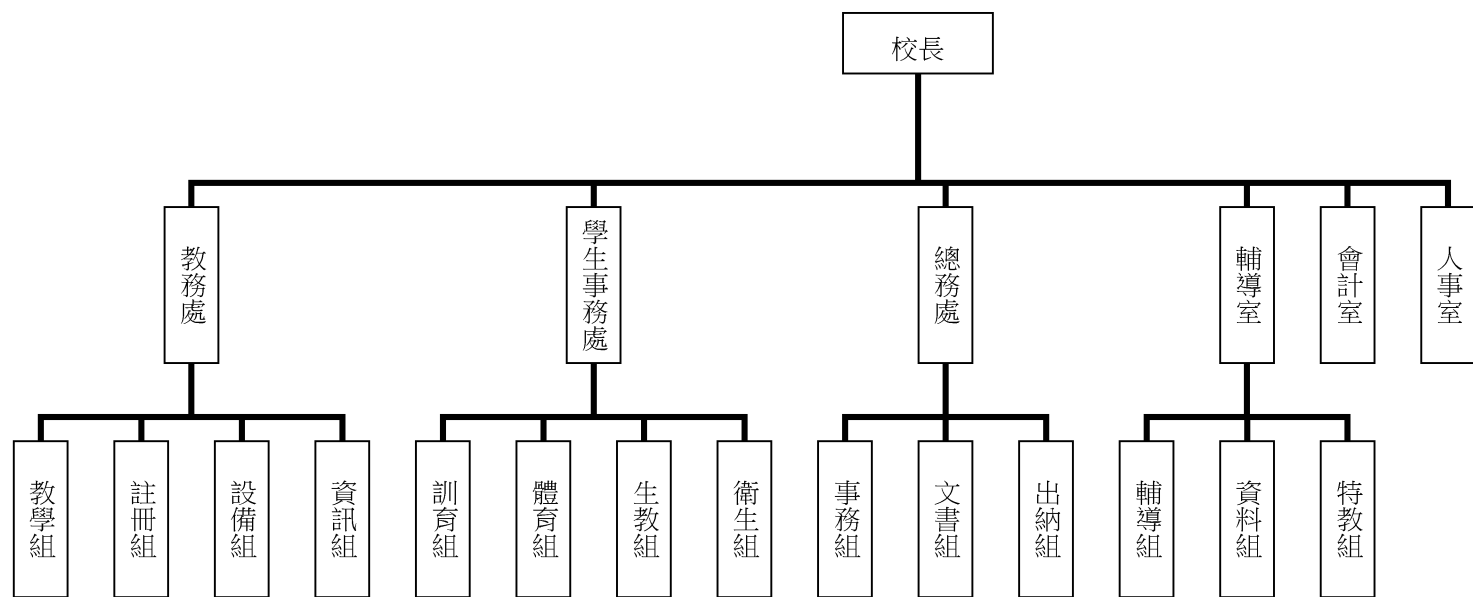 校長
教務處
學生事務處
總務處
輔導室
會計室
人事室
教學組
註冊組
設備組
資訊組
訓育組
體育組
生教組
衛生組
事務組
文書組
出納組
輔導組
資料組
特教組